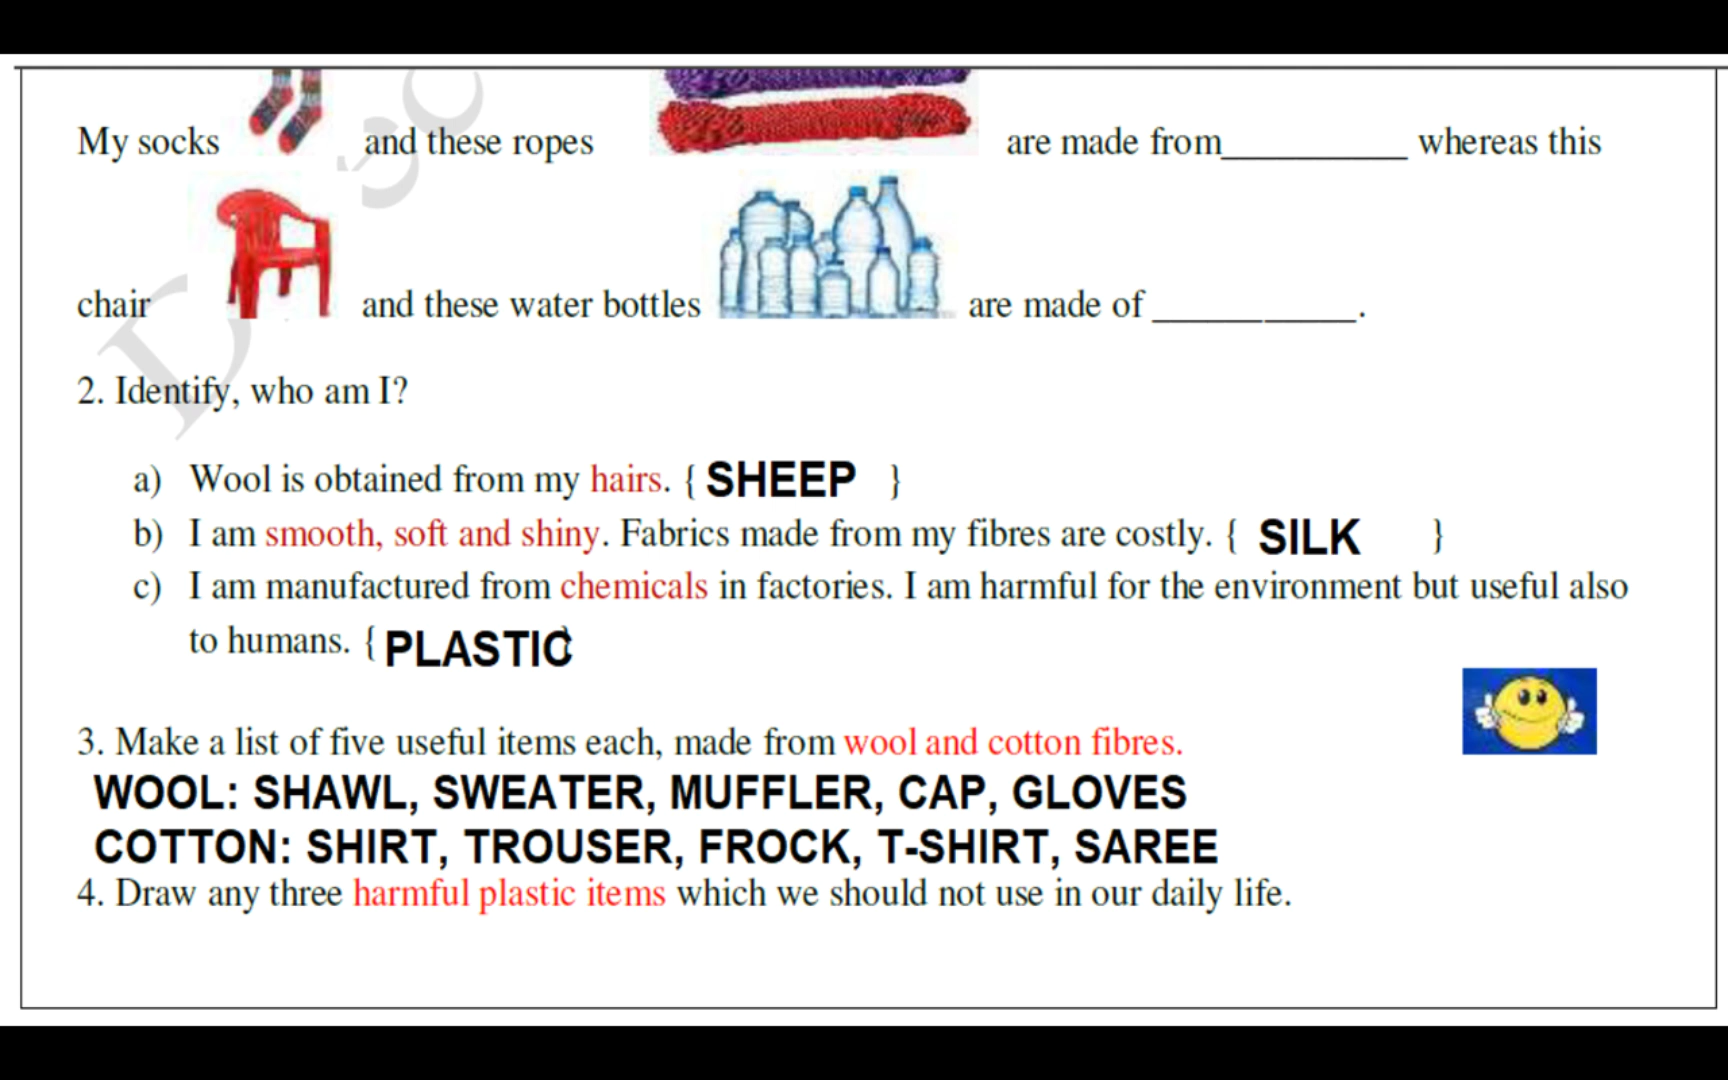 My socks and these ropes are made from__________ whereas this
chair and these water bottles are made of ___________.
2. Identify, who am I?
a) Wool is obtained from my hairs. { SHEEP }
b) I am smooth, soft and shiny. Fabrics made from my fibres are costly. { SILK }
c) I am manufactured from chemicals in factories. I am harmful for the environment but useful also
to humans. { PLASTIC }
3. Make a list of five useful items each, made from wool and cotton fibres.
WOOL: SHAWL, SWEATER, MUFFLER, CAP, GLOVES
COTTON: SHIRT, TROUSER, FROCK, T-SHIRT, SAREE
4. Draw any three harmful plastic items which we should not use in our daily life.